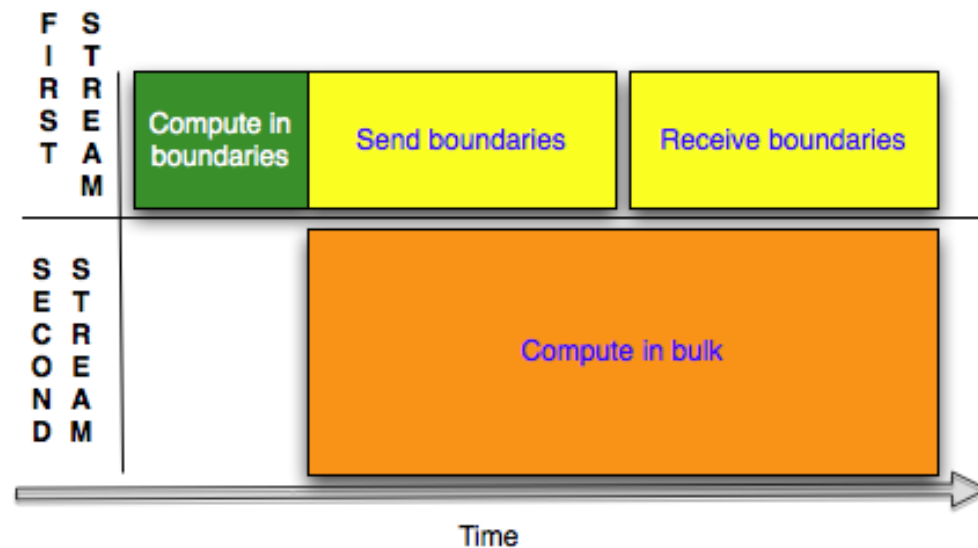 FIRST STREAM
Compute in
boundaries
Send boundaries
Receive boundaries
SECOND STREAM
Compute in bulk
Time